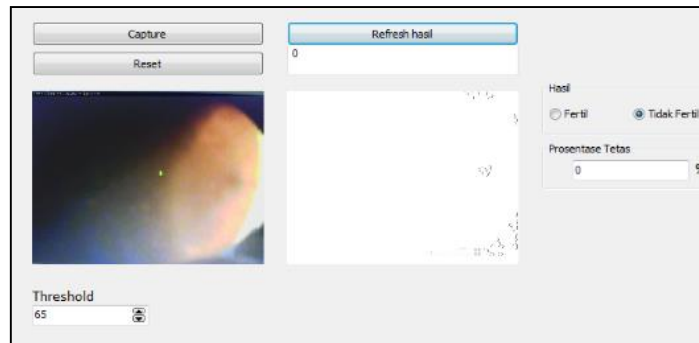 Capture
Refresh hasil
Reset
0
Hasil
Fertil
Tidak Fertil
Prosentase Tetas
0
%
Threshold
65